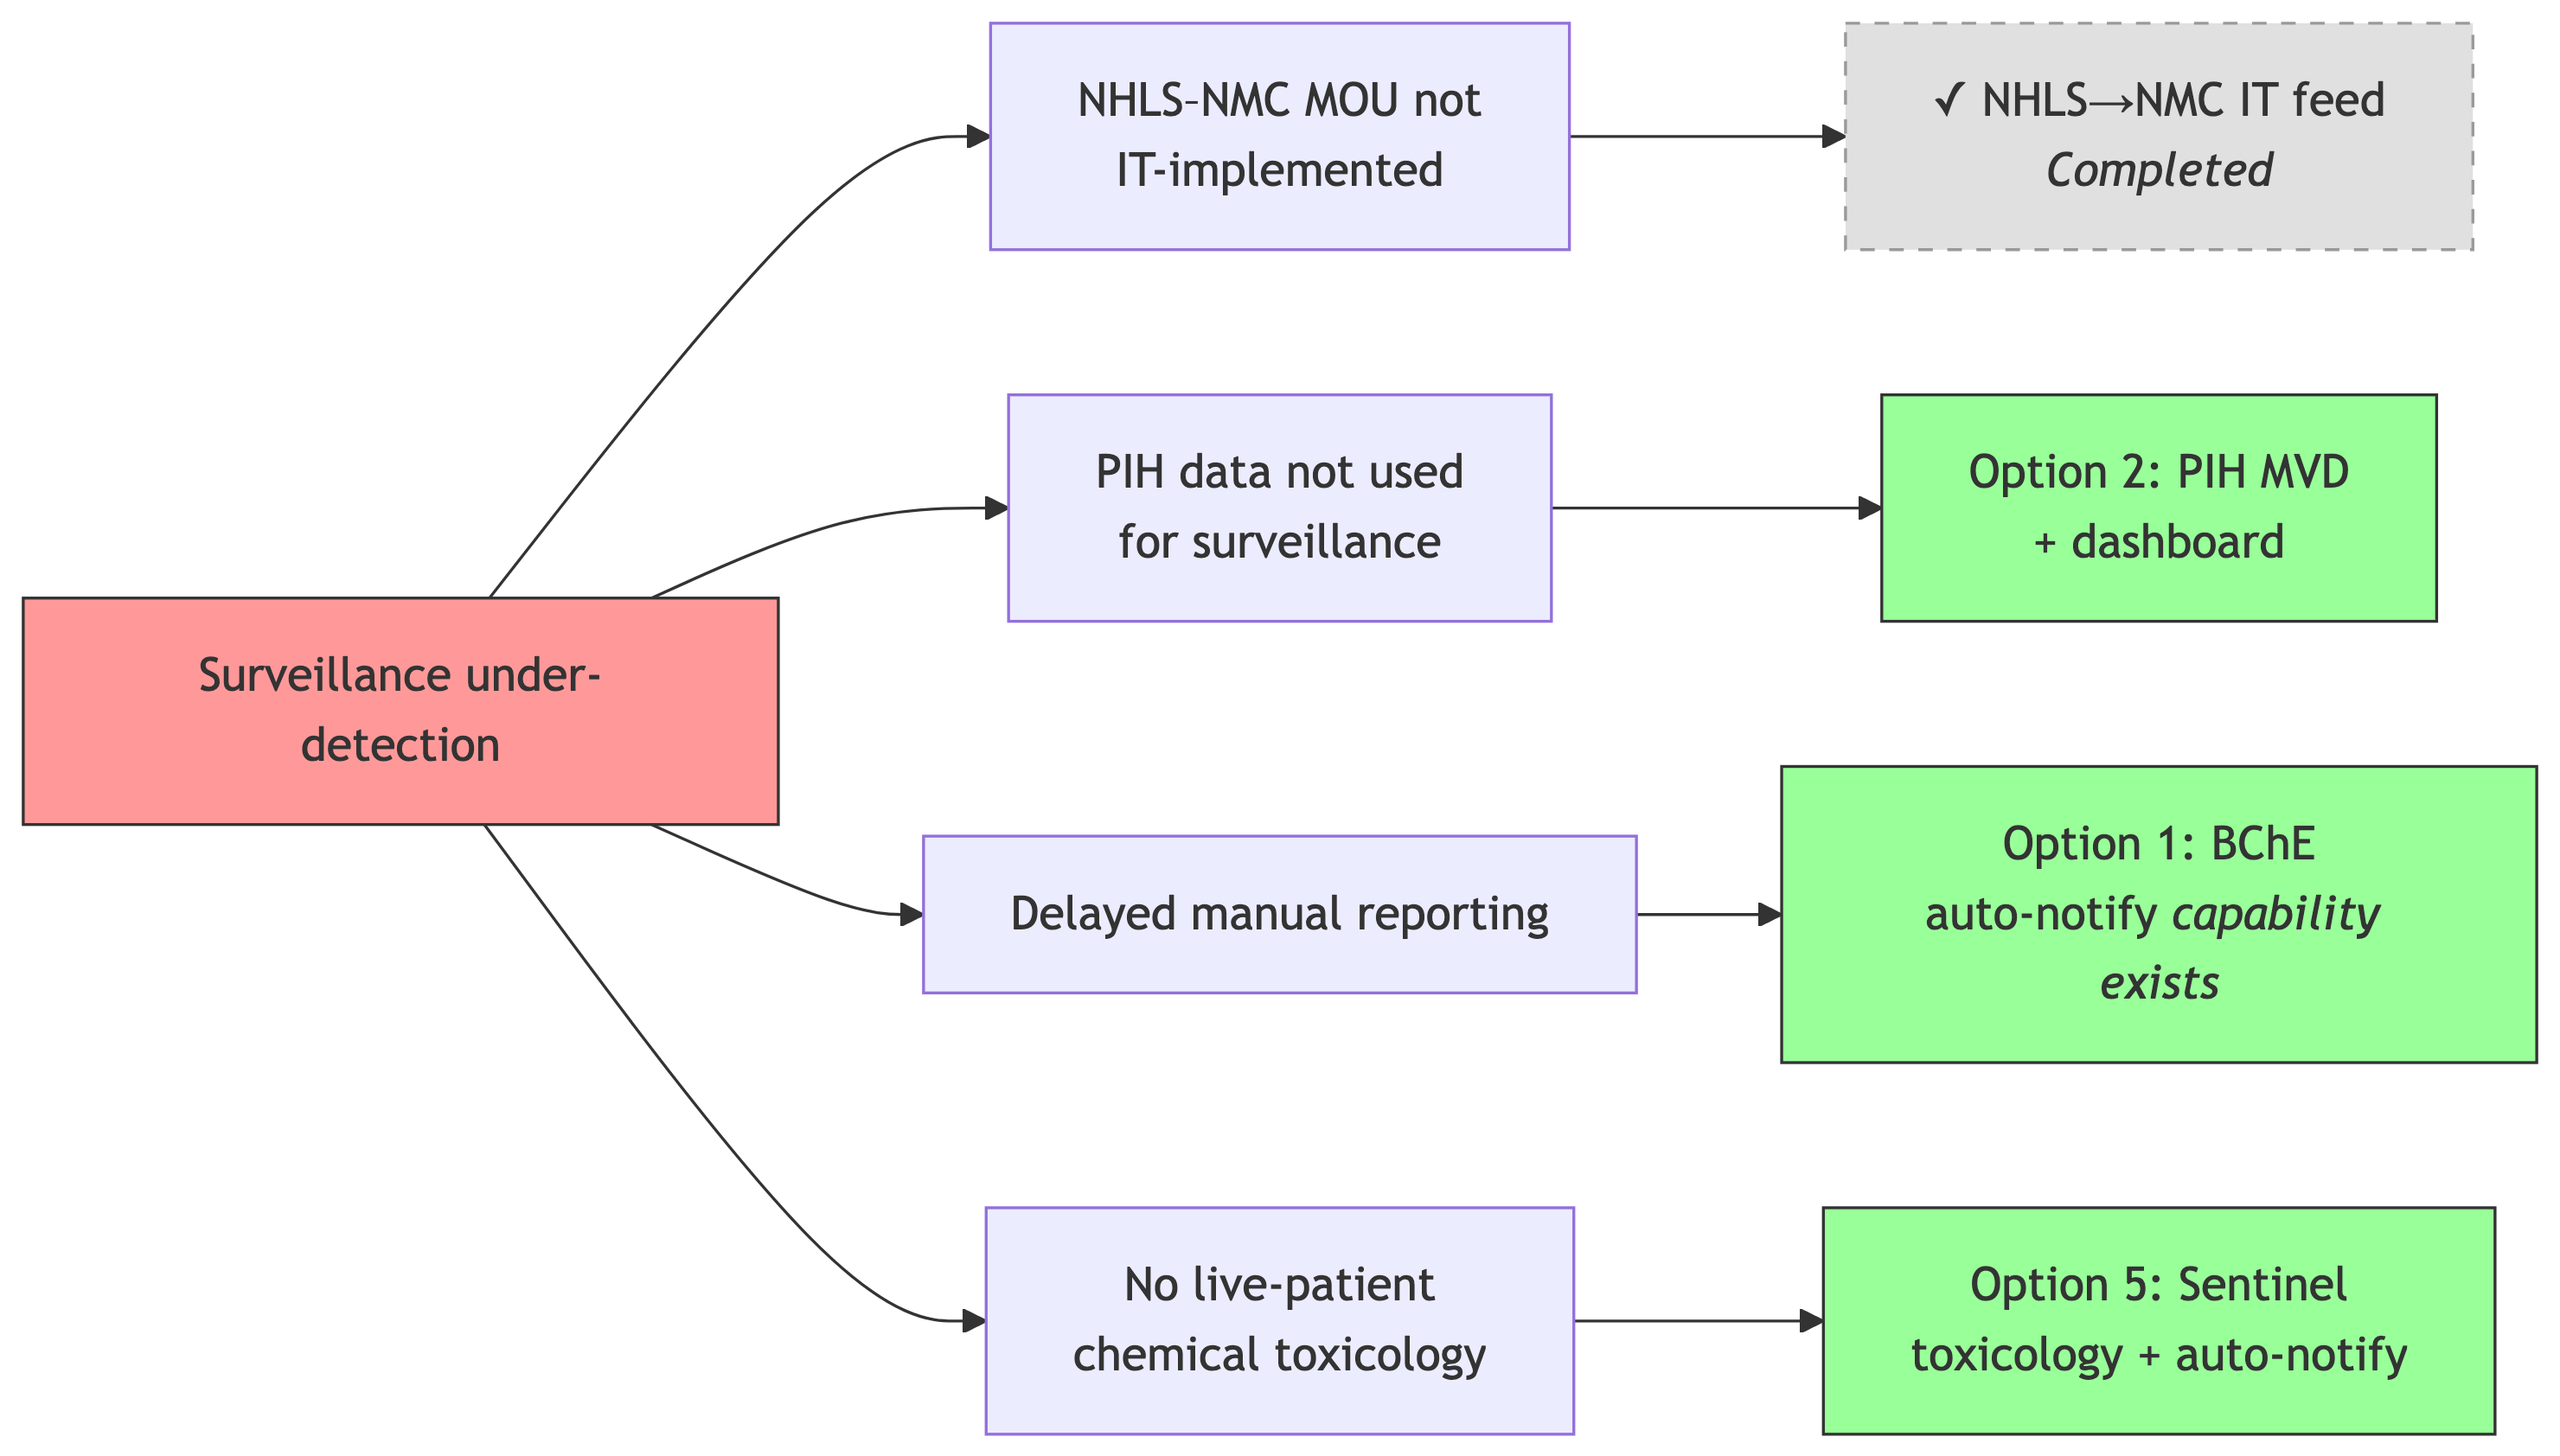 NHLS–NMC MOU not
IT-implemented
✓ NHLS→NMC IT feed
Completed
PIH data not used
for surveillance
Option 2: PIH MVD
+ dashboard
Surveillance under-
detection
Delayed manual reporting
Option 1: BChE
auto-notify capability
exists
No live-patient
chemical toxicology
Option 5: Sentinel
toxicology + auto-notify